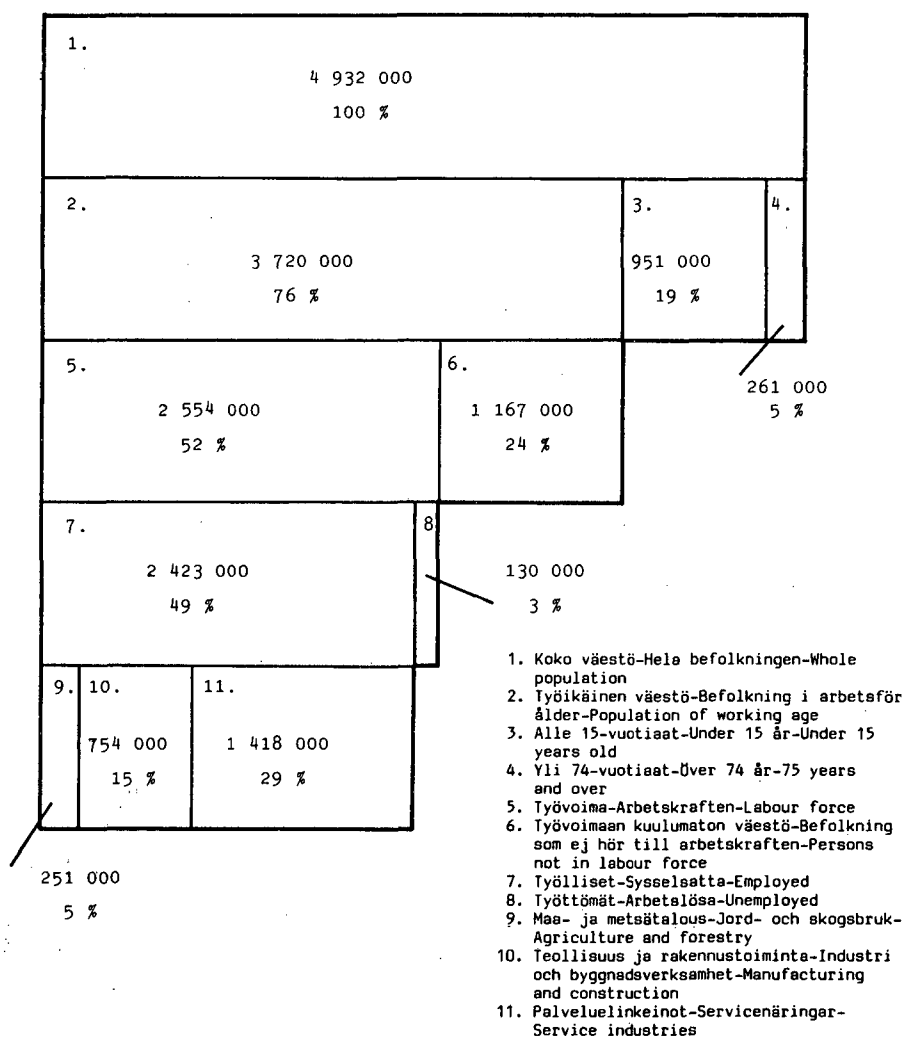 1.
4 932 000
100 %
2.
3 720 000
76 %
3.
951 000
19 %
4.
261 000
5 %
5.
2 554 000
52 %
6.
1 167 000
24 %
7.
2 423 000
49 %
8
130 000
3 %
9.
251 000
5 %
10.
754 000
15 %
11.
1 418 000
29 %
1. Koko väestö-Hela befolkningen-Whole
population
2. Työikäinen väestö-Befolkning i arbetsför
ålder-Population of working age
3. Alle 15-vuotiaat-Under 15 år-Under 15
years old
4. Yli 74-vuotiaat-Över 74 år-75 years
and over
5. Työvoima-Arbetskraften-Labour force
6. Työvoimaan kuulumaton väestö-Befolkning
som ej hör till arbetskraften-Persons
not in labour force
7. Työlliset-Sysselsatta-Employed
8. Työttömät-Arbetslösa-Unemployed
9. Maa- ja metsätalous-Jord- och skogsbruk-
Agriculture and forestry
10. Teollisuus ja rakennustoiminta-Industri
och byggnadsverksamhet-Manufacturing
and construction
11. Palveluelinkeinot-Servicenäringar-
Service industries